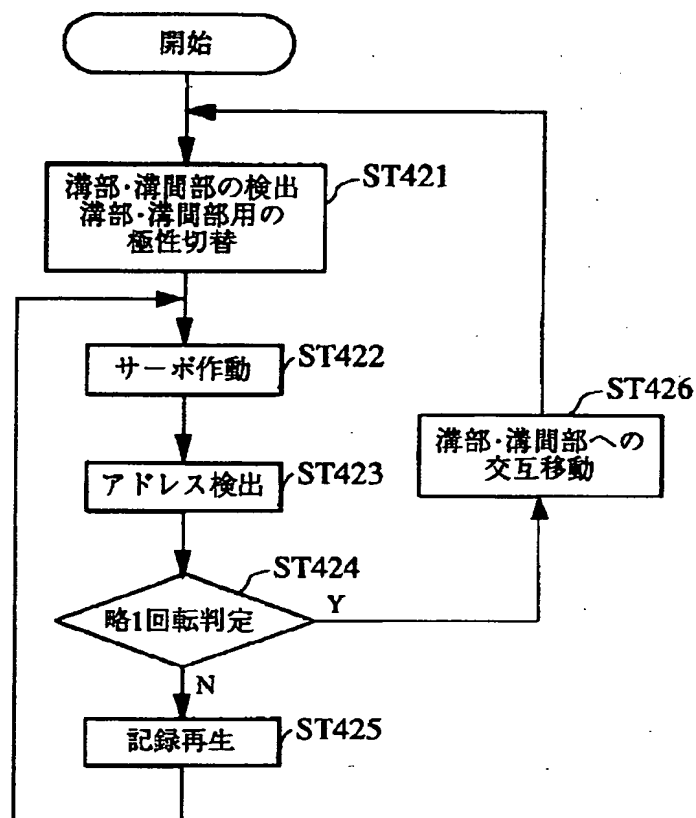 開始
溝部・溝間部の検出
溝部・溝間部用の
極性切替
ST421
サーボ作動
ST422
ST426
溝部・溝間部への
交互移動
アドレス検出
ST423
ST424
略1回転判定
Y
N
記録再生
ST425